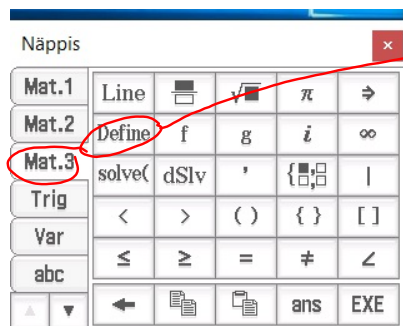 Näppis ×
Mat.1 Line √■ π ⇒
Mat.2 Define f g i ∞
Mat.3 solve( dSlv ' {■;■ |
Trig < > ( ) { } [ ]
Var ≤ ≥ = ≠ ∠
abc
▲ ▼ ← ans EXE